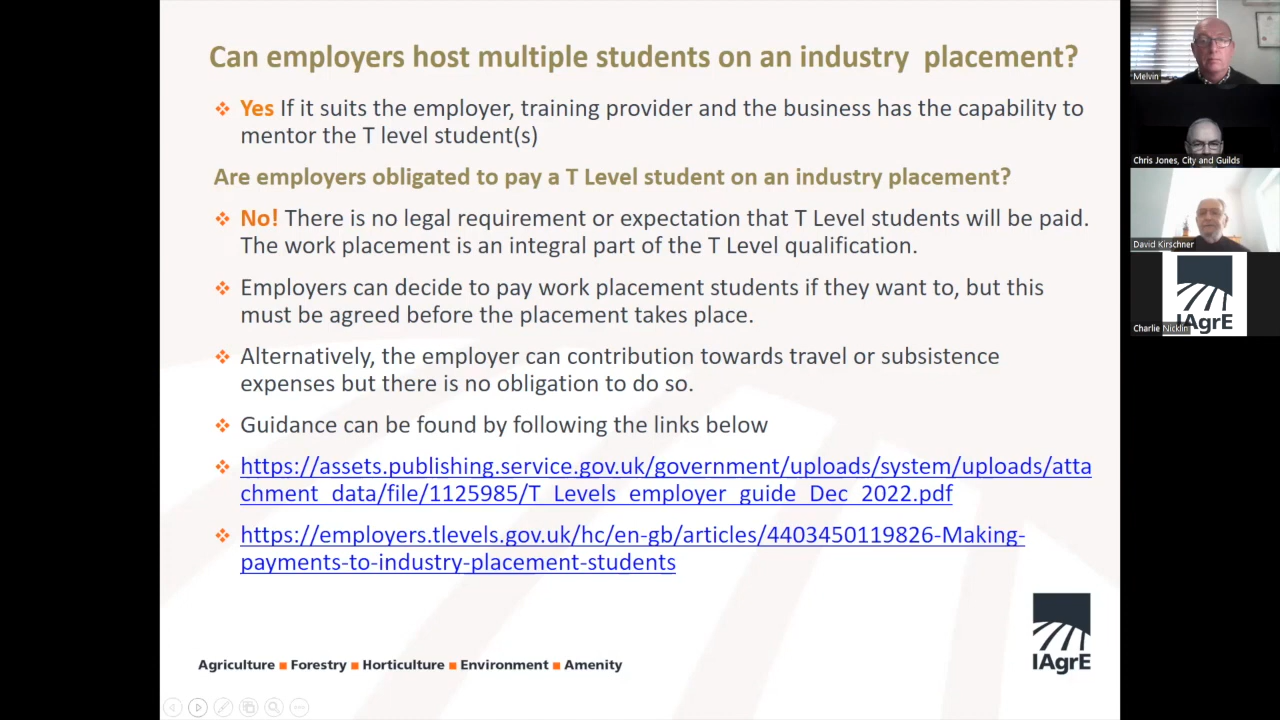 Can employers host multiple students on an industry placement?
Yes If it suits the employer, training provider and the business has the capability to
mentor the T level student(s)
Are employers obligated to pay a T Level student on an industry placement?
No! There is no legal requirement or expectation that T Level students will be paid.
The work placement is an integral part of the T Level qualification.
Employers can decide to pay work placement students if they want to, but this
must be agreed before the placement takes place.
Alternatively, the employer can contribution towards travel or subsistence
expenses but there is no obligation to do so.
Guidance can be found by following the links below
https://assets.publishing.service.gov.uk/government/uploads/system/uploads/atta
chment_data/file/1125985/T_Levels_employer_guide_Dec_2022.pdf
https://employers.tlevels.gov.uk/hc/en-gb/articles/4403450119826-Making-
payments-to-industry-placement-students
IAgrE
Agriculture Forestry Horticulture Environment Amenity
Melvin
Chris Jones, City and Guilds
David Kirschner
IAgrE
Charlie Nicklin